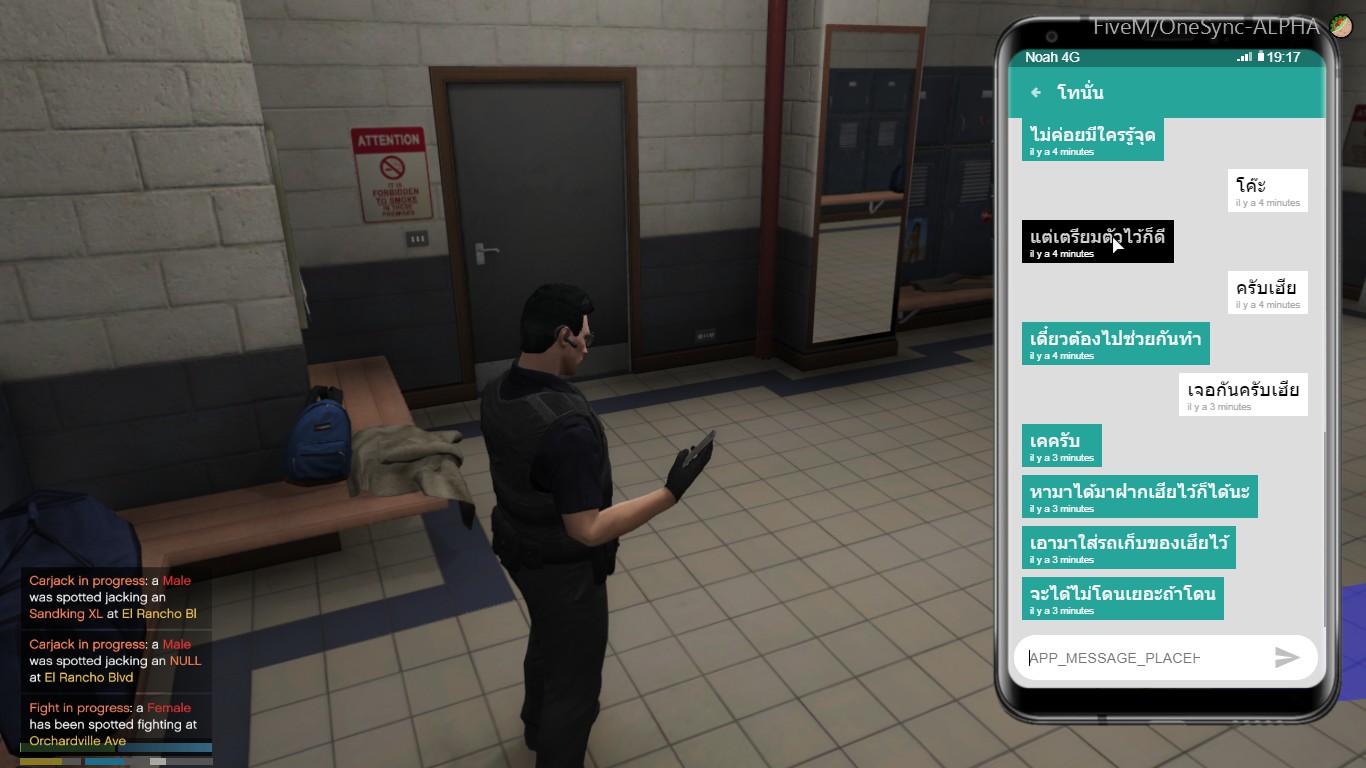 FiveM/OneSync-ALPHA
Noah 4G
19:17
โทนั่น
ไม่ค่อยมีใครรู้จุด
il y a 4 minutes
โค๊ะ
il y a 4 minutes
แต่เตรียมตัวไว้ก็ดี
il y a 4 minutes
ครับเฮีย
il y a 4 minutes
เดี๋ยวต้องไปช่วยกันทำ
il y a 4 minutes
เจอกันครับเฮีย
il y a 3 minutes
เคครับ
il y a 3 minutes
หามาได้มาฝากเฮียไว้ก็ได้นะ
il y a 3 minutes
เอามาใส่รถเก็บของเฮียไว้
il y a 3 minutes
จะได้ไม่โดนเยอะถ้าโดน
il y a 3 minutes
APP_MESSAGE_PLACEH
ATTENTION
IT IS
FORBIDDEN
TO SMOKE
IN THESE
PREMISES
Carjack in progress: a Male
was spotted jacking an
Sandking XL at El Rancho Bl
Carjack in progress: a Male
was spotted jacking an NULL
at El Rancho Blvd
Fight in progress: a Female
has been spotted fighting at
Orchardville Ave